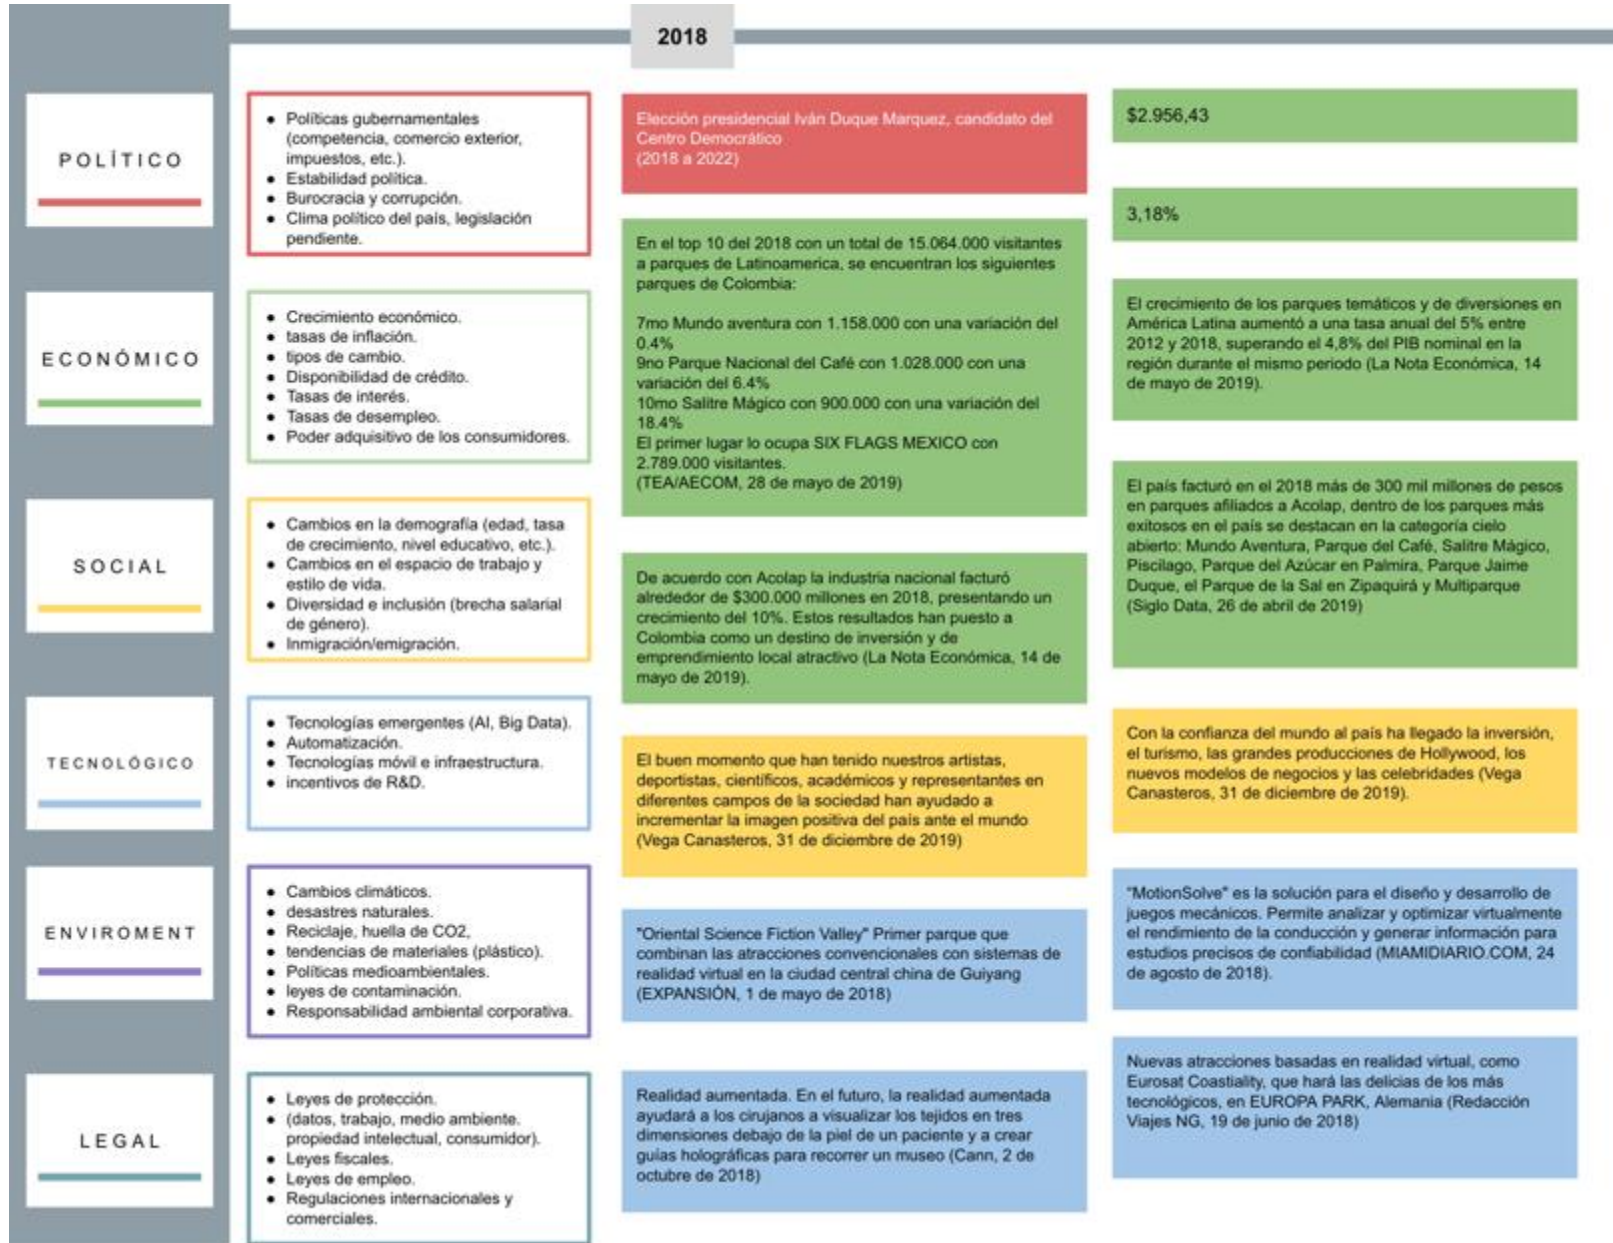 2018
POLÍTICO
● Políticas gubernamentales
(competencia, comercio exterior,
impuestos, etc.).
● Estabilidad política.
● Burocracia y corrupción.
● Clima político del país, legislación
pendiente.
ECONÓMICO
● Crecimiento económico.
● tasas de inflación.
● tipos de cambio.
● Disponibilidad de crédito.
● Tasas de interés.
● Tasas de desempleo.
● Poder adquisitivo de los consumidores.
SOCIAL
● Cambios en la demografía (edad, tasa
de crecimiento, nivel educativo, etc.).
● Cambios en el espacio de trabajo y
estilo de vida.
● Diversidad e inclusión (brecha salarial
de género).
● Inmigración/emigración.
TECNOLÓGICO
● Tecnologías emergentes (AI, Big Data).
● Automatización.
● Tecnologías móvil e infraestructura.
● incentivos de R&D.
ENVIROMENT
● Cambios climáticos.
● desastres naturales.
● Reciclaje, huella de CO2,
● tendencias de materiales (plástico).
● Políticas medioambientales.
● leyes de contaminación.
● Responsabilidad ambiental corporativa.
LEGAL
● Leyes de protección.
● (datos, trabajo, medio ambiente.
propiedad intelectual, consumidor).
● Leyes fiscales.
● Leyes de empleo.
● Regulaciones internacionales y
comerciales.
Elección presidencial Iván Duque Marquez, candidato del
Centro Democrático
(2018 a 2022)
En el top 10 del 2018 con un total de 15.064.000 visitantes
a parques de Latinoamerica, se encuentran los siguientes
parques de Colombia:
7mo Mundo aventura con 1.158.000 con una variación del
0.4%
9no Parque Nacional del Café con 1.028.000 con una
variación del 6.4%
10mo Salitre Mágico con 900.000 con una variación del
18.4%
El primer lugar lo ocupa SIX FLAGS MEXICO con
2.789.000 visitantes.
(TEA/AECOM, 28 de mayo de 2019)
De acuerdo con Acolap la industria nacional facturó
alrededor de $300.000 millones en 2018, presentando un
crecimiento del 10%. Estos resultados han puesto a
Colombia como un destino de inversión y de
emprendimiento local atractivo (La Nota Económica, 14 de
mayo de 2019).
El buen momento que han tenido nuestros artistas,
deportistas, científicos, académicos y representantes en
diferentes campos de la sociedad han ayudado a
incrementar la imagen positiva del país ante el mundo
(Vega Canasteros, 31 de diciembre de 2019)
"Oriental Science Fiction Valley" Primer parque que
combinan las atracciones convencionales con sistemas de
realidad virtual en la ciudad central china de Guiyang
(EXPANSIÓN, 1 de mayo de 2018)
Realidad aumentada. En el futuro, la realidad aumentada
ayudará a los cirujanos a visualizar los tejidos en tres
dimensiones debajo de la piel de un paciente y a crear
guías holográficas para recorrer un museo (Cann, 2 de
octubre de 2018)
$2.956,43
3,18%
El crecimiento de los parques temáticos y de diversiones en
América Latina aumentó a una tasa anual del 5% entre
2012 y 2018, superando el 4,8% del PIB nominal en la
región durante el mismo periodo (La Nota Económica, 14
de mayo de 2019).
El país facturó en el 2018 más de 300 mil millones de pesos
en parques afiliados a Acolap, dentro de los parques más
exitosos en el país se destacan en la categoría cielo
abierto: Mundo Aventura, Parque del Café, Salitre Mágico,
Piscilago, Parque del Azúcar en Palmira, Parque Jaime
Duque, el Parque de la Sal en Zipaquirá y Multiparque
(Siglo Data, 26 de abril de 2019)
Con la confianza del mundo al país ha llegado la inversión,
el turismo, las grandes producciones de Hollywood, los
nuevos modelos de negocios y las celebridades (Vega
Canasteros, 31 de diciembre de 2019).
"MotionSolve" es la solución para el diseño y desarrollo de
juegos mecánicos. Permite analizar y optimizar virtualmente
el rendimiento de la conducción y generar información para
estudios precisos de confiabilidad (MIAMIDIARIO.COM, 24
de agosto de 2018).
Nuevas atracciones basadas en realidad virtual, como
Eurosat Coastiality, que hará las delicias de los más
tecnológicos, en EUROPA PARK, Alemania (Redacción
Viajes NG, 19 de junio de 2018)